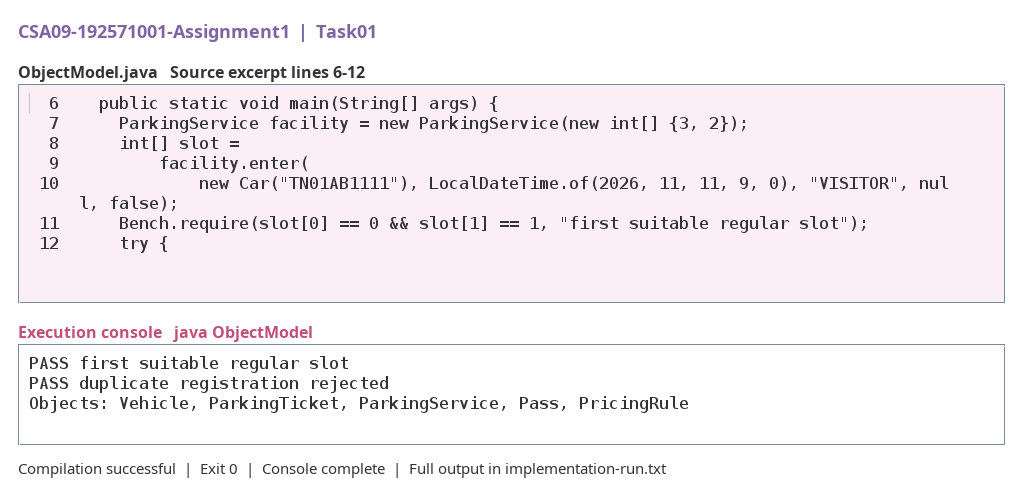 CSA09-192571001-Assignment1 | Task01
ObjectModel.java Source excerpt lines 6-12
6 public static void main(String[] args) {
7 ParkingService facility = new ParkingService(new int[] {3, 2});
8 int[] slot =
9 facility.enter(
10 new Car("TN01AB1111"), LocalDateTime.of(2026, 11, 11, 9, 0), "VISITOR", nul
l, false);
11 Bench.require(slot[0] == 0 && slot[1] == 1, "first suitable regular slot");
12 try {
Execution console java ObjectModel
PASS first suitable regular slot
PASS duplicate registration rejected
Objects: Vehicle, ParkingTicket, ParkingService, Pass, PricingRule
Compilation successful | Exit 0 | Console complete | Full output in implementation-run.txt